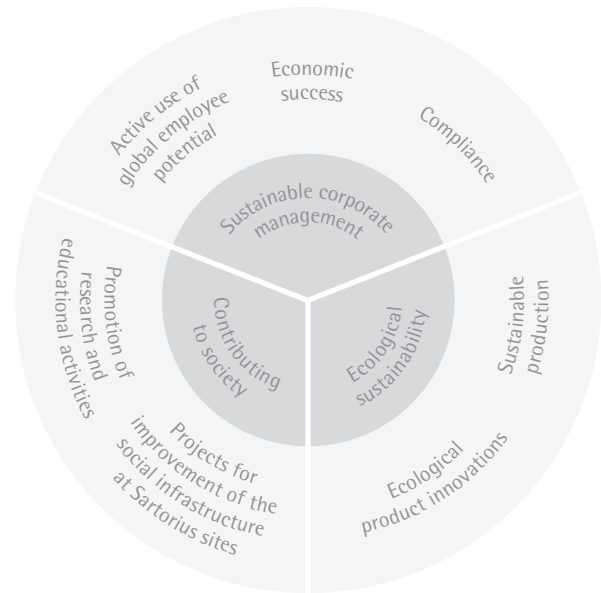 Active use of
global employee
potential
Economic
success
Compliance
Sustainable corporate
management
Promotion of
research and
educational activities
Contributing
to society
Ecological
sustainability
Sustainable
production
Projects for
improvement of the
social infrastructure
at Sartorius sites
Ecological
product innovations